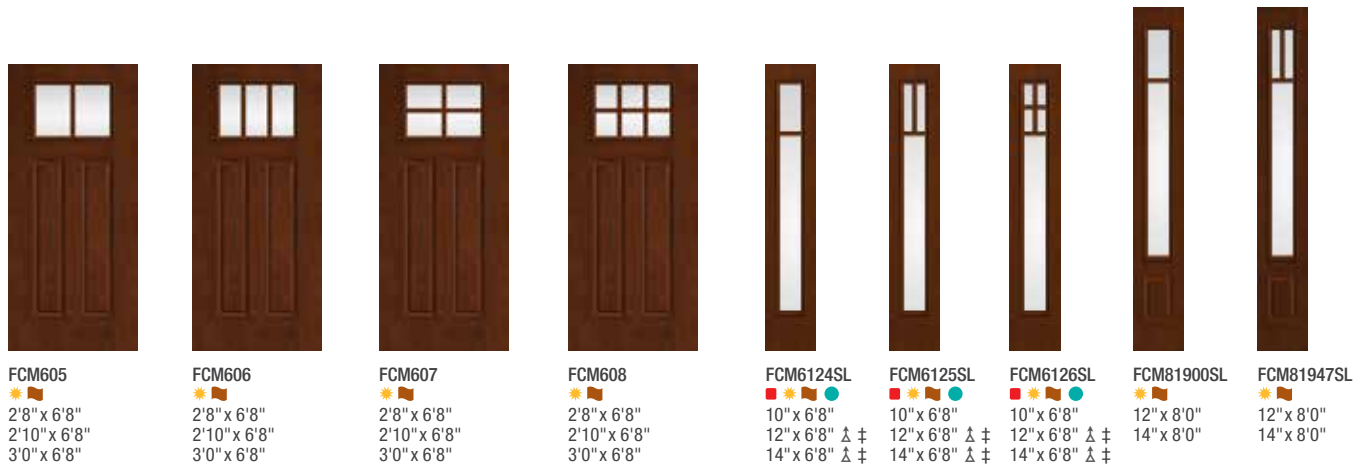 FCM605
2'8" x 6'8"
2'10" x 6'8"
3'0" x 6'8"
FCM606
2'8" x 6'8"
2'10" x 6'8"
3'0" x 6'8"
FCM607
2'8" x 6'8"
2'10" x 6'8"
3'0" x 6'8"
FCM608
2'8" x 6'8"
2'10" x 6'8"
3'0" x 6'8"
FCM6124SL
10" x 6'8"
12" x 6'8" ‡
14" x 6'8" ‡
FCM6125SL
10" x 6'8"
12" x 6'8" ‡
14" x 6'8" ‡
FCM6126SL
10" x 6'8"
12" x 6'8" ‡
14" x 6'8" ‡
FCM81900SL
12" x 8'0"
14" x 8'0"
FCM81947SL
12" x 8'0"
14" x 8'0"